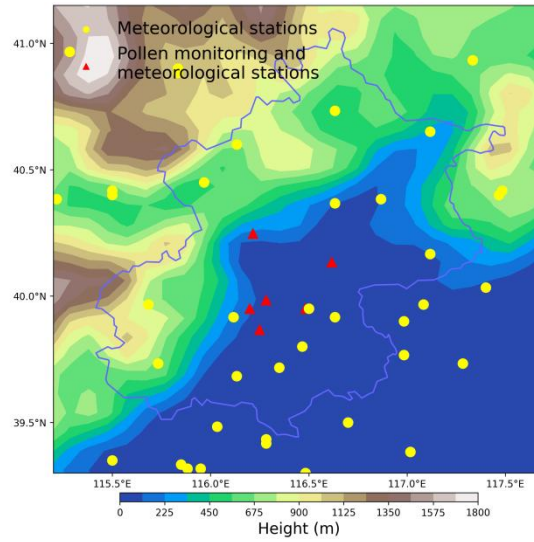 41.0°N
40.5°N
40.0°N
39.5°N
Meteorological stations
Pollen monitoring and
meteorological stations
115.5°E
116.0°E
116.5°E
117.0°E
117.5°E
0
225
450
675
900
1125
1350
1575
1800
Height (m)